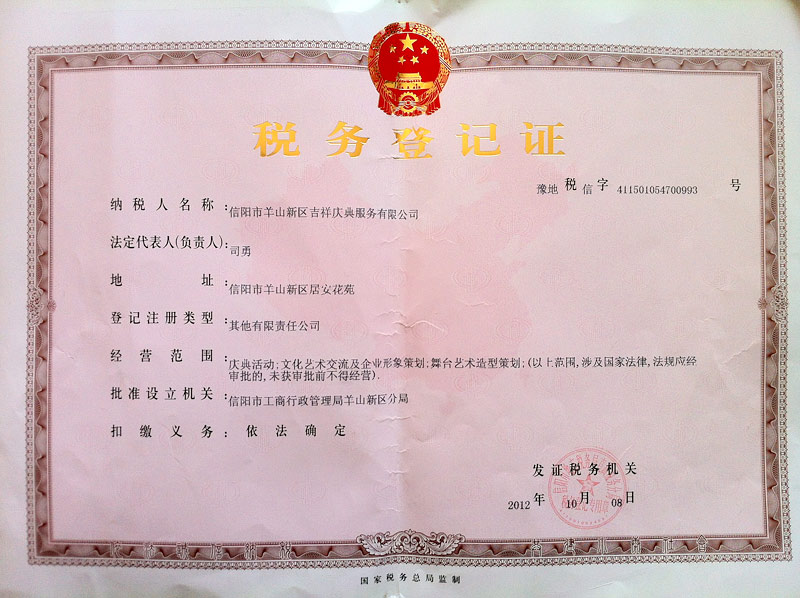 税务登记证
豫地 税 信 字 411501054700993 号
纳税人名称:信阳市羊山新区吉祥庆典服务有限公司
法定代表人(负责人):司勇
地址:信阳市羊山新区居安花苑
登记注册类型:其他有限责任公司
经营范围:庆典活动;文化艺术交流及企业形象策划;舞台艺术造型策划;(以上范围,涉及国家法律,法规应经
审批的,未获审批前不得经营).
批准设立机关:信阳市工商行政管理局羊山新区分局
扣缴义务:依法确定
发证税务机关
2012 年 10 月 08 日
国家税务总局监制